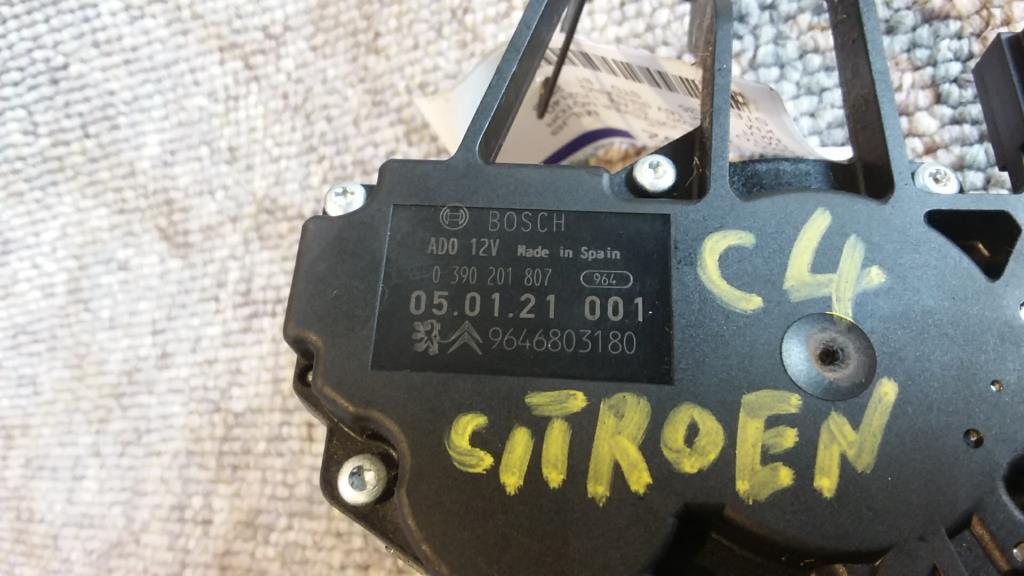 BOSCH
ADO 12V Made in Spain
0 390 201 807 964
05.01.21 001
9646803180
C4
CITROEN